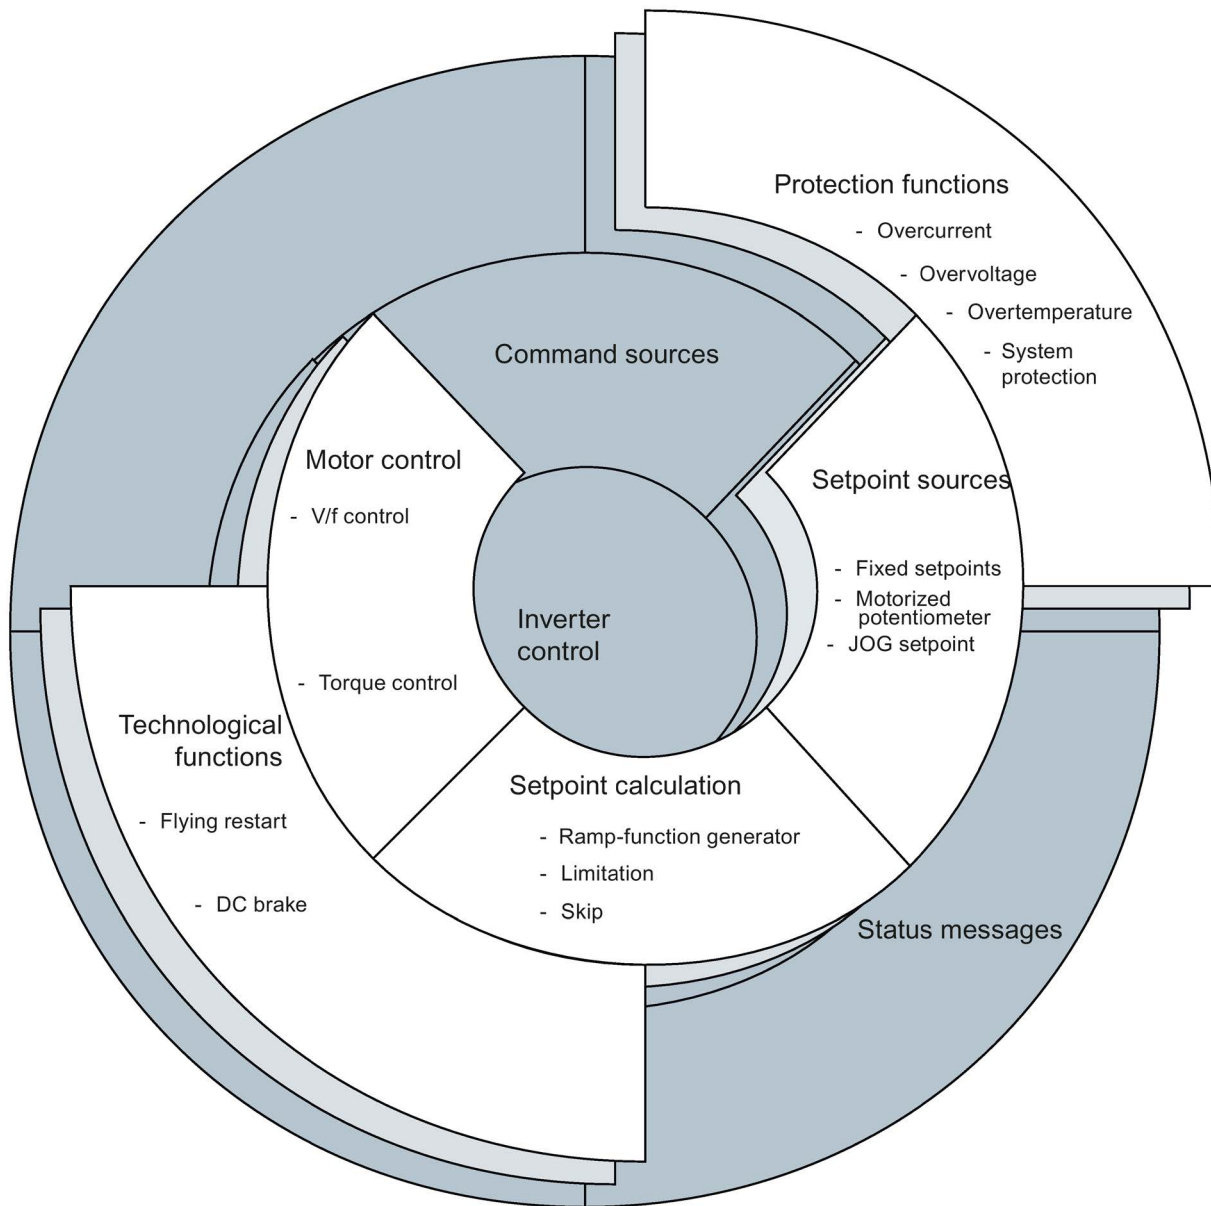 Protection functions
- Overcurrent
- Overvoltage
- Overtemperature
- System
protection
Command sources
Motor control
- V/f control
- Torque control
Setpoint sources
- Fixed setpoints
- Motorized
potentiometer
- JOG setpoint
Inverter
control
Technological
functions
- Flying restart
- DC brake
Setpoint calculation
- Ramp-function generator
- Limitation
- Skip
Status messages